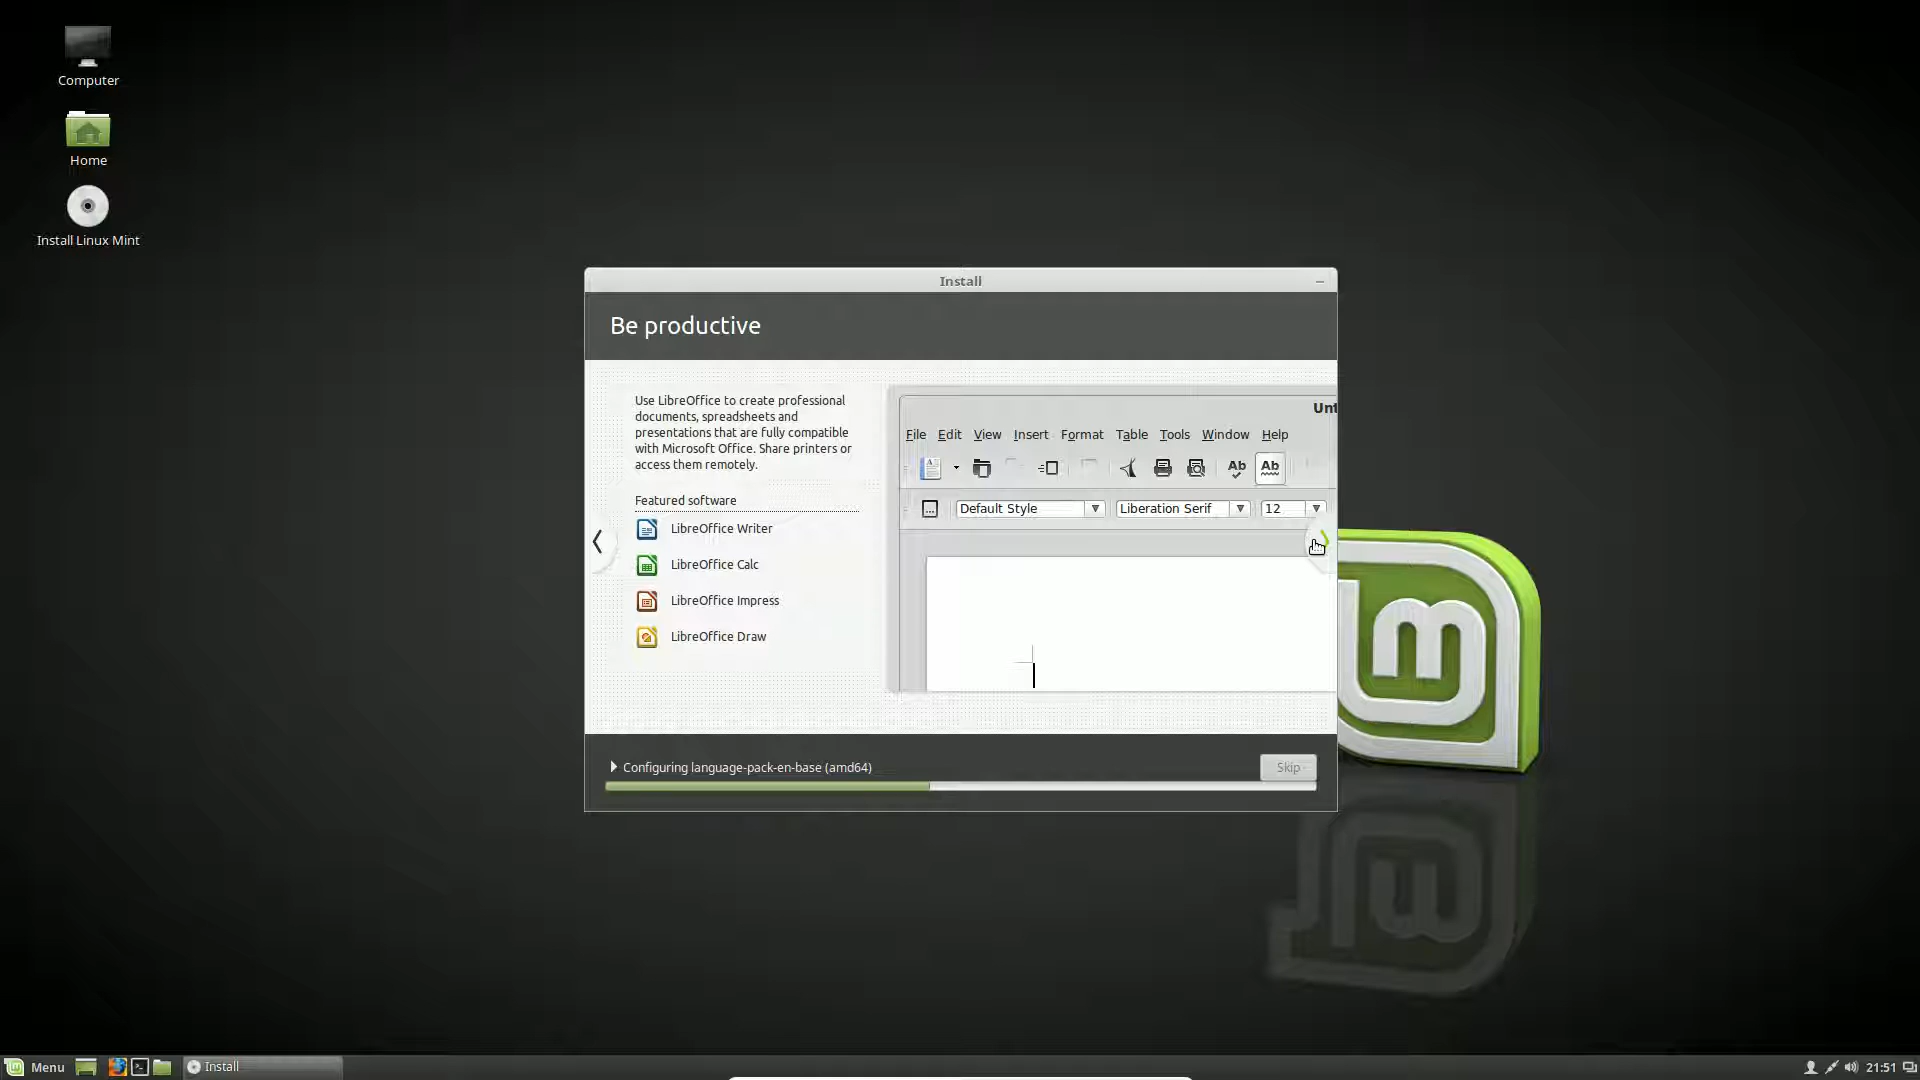 Computer
Home
Install Linux Mint
Install
Be productive
Use LibreOffice to create professional
documents, spreadsheets and
presentations that are fully compatible
with Microsoft Office. Share printers or
access them remotely.
Featured software
LibreOffice Writer
LibreOffice Calc
LibreOffice Impress
LibreOffice Draw
Unt
File Edit View Insert Format Table Tools Window Help
Ab Ab
Default Style Liberation Serif 12
Configuring language-pack-en-base (amd64)
Skip
Menu Install 21:51